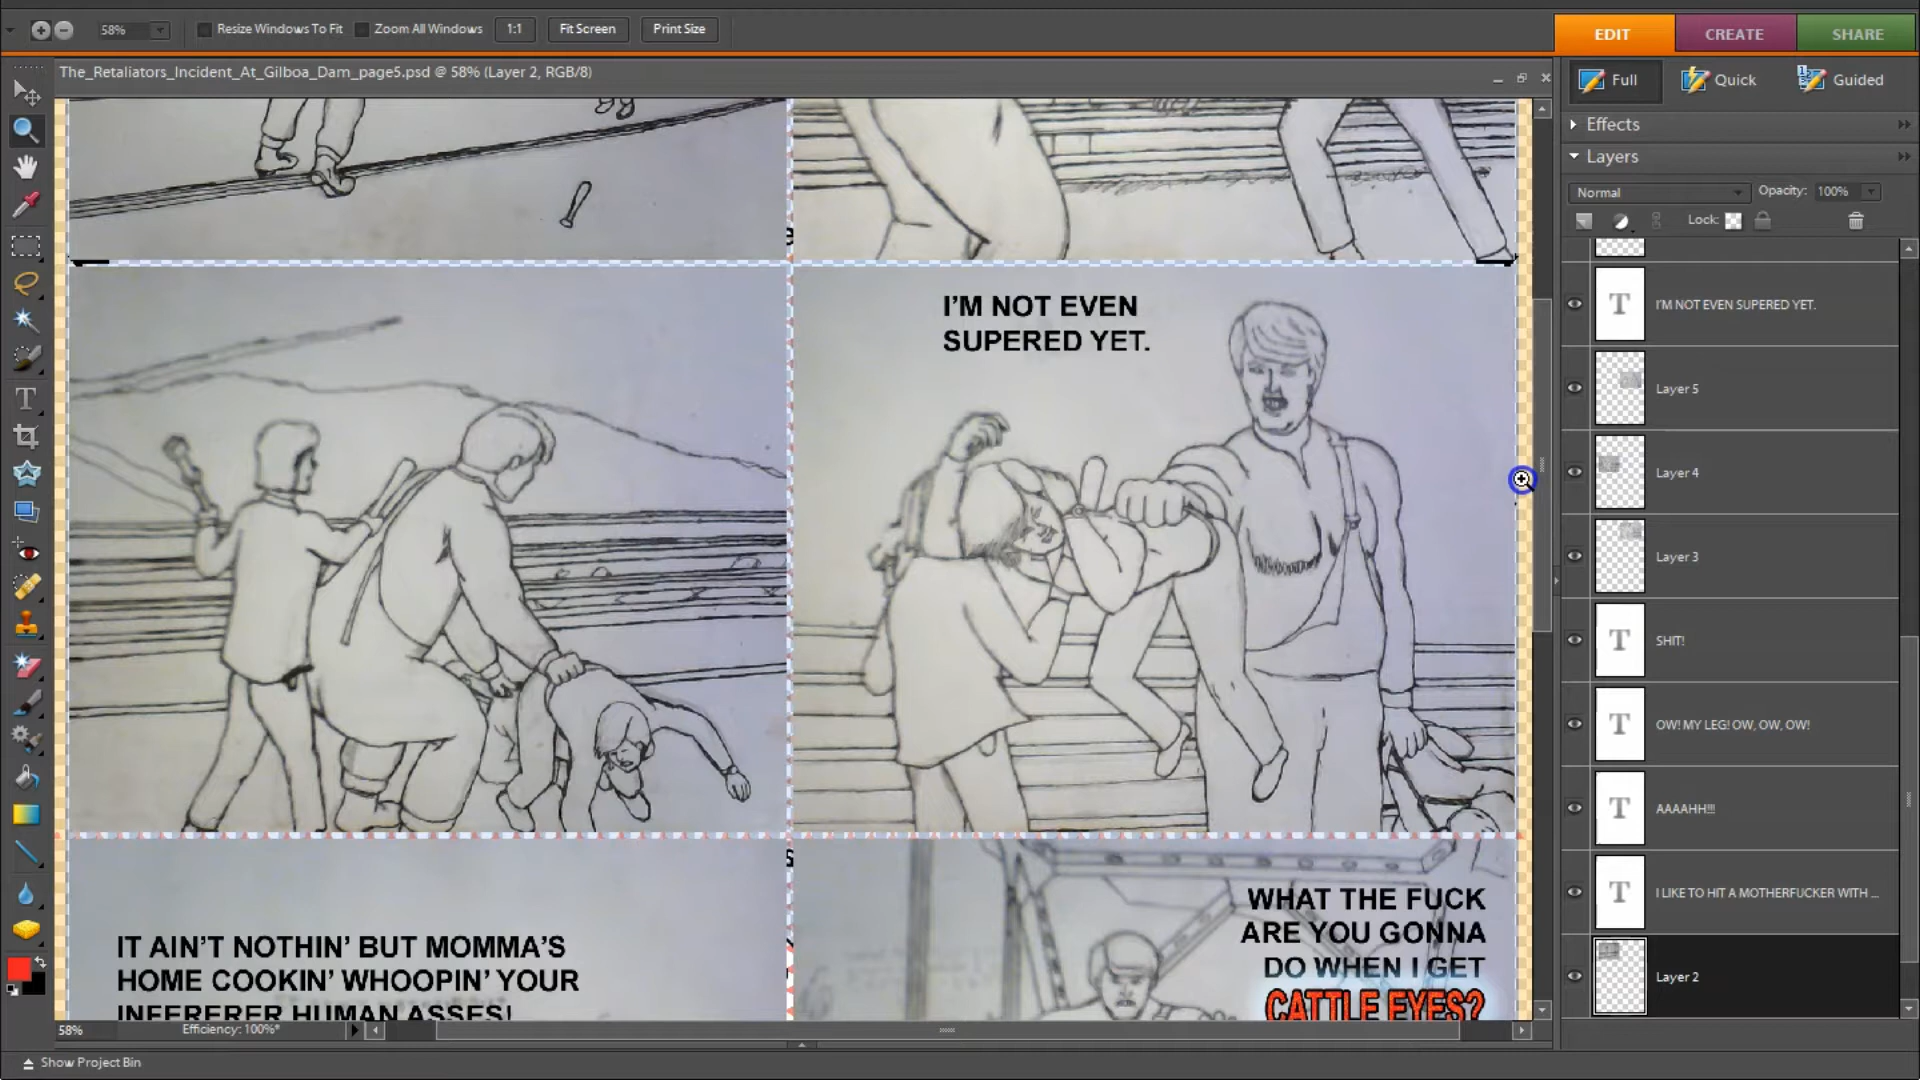 58%
Resize Windows To Fit
Zoom All Windows
1:1
Fit Screen
Print Size
EDIT
CREATE
SHARE
The_Retaliators_Incident_At_Gilboa_Dam_page5.psd @ 58% (Layer 2, RGB/8)
Full
Quick
Guided
Effects
Layers
Normal
Opacity: 100%
Lock:
I'M NOT EVEN
SUPERED YET.
I'M NOT EVEN SUPERED YET.
Layer 5
Layer 4
Layer 3
SHIT!
OW! MY LEG! OW, OW, OW!
AAAAHH!!!
I LIKE TO HIT A MOTHERFUCKER WITH ...
Layer 2
IT AIN'T NOTHIN' BUT MOMMA'S
HOME COOKIN' WHOOPIN' YOUR
INFERERER HUMAN ASSES!
WHAT THE FUCK
ARE YOU GONNA
DO WHEN I GET
CATTLE EYES?
58%
Efficiency: 100%*
Show Project Bin